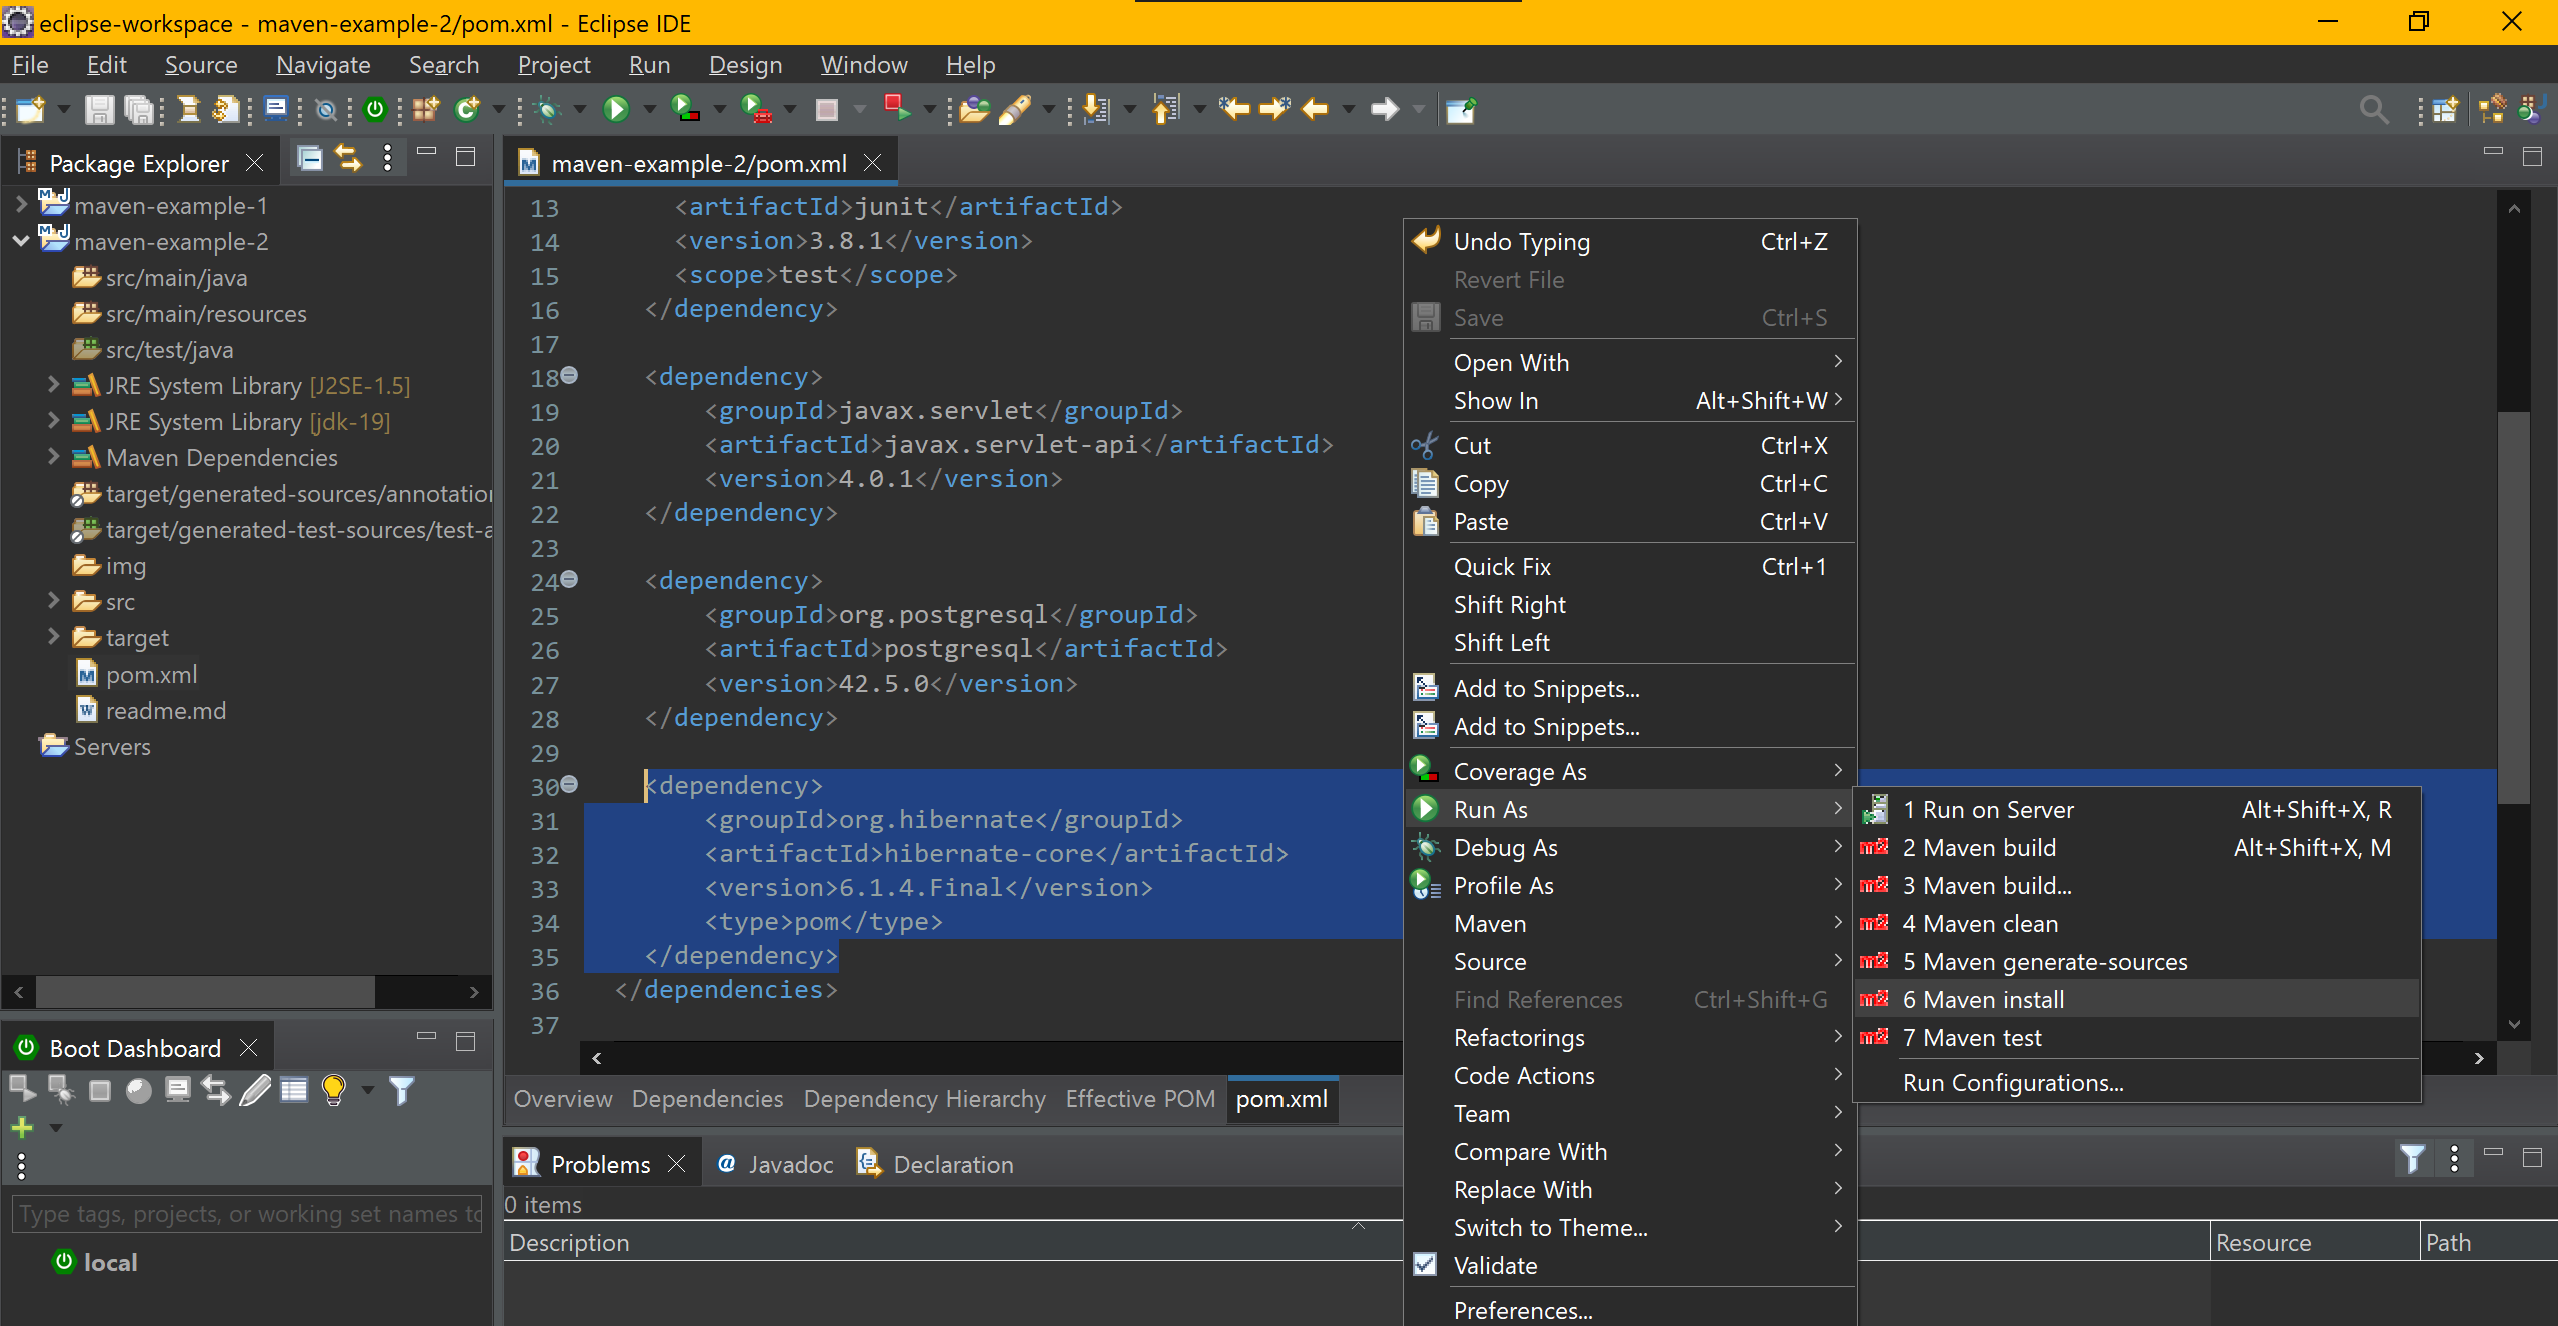 eclipse-workspace - maven-example-2/pom.xml - Eclipse IDE
File Edit Source Navigate Search Project Run Design Window Help
Package Explorer
maven-example-1
maven-example-2
src/main/java
src/main/resources
src/test/java
JRE System Library [J2SE-1.5]
JRE System Library [jdk-19]
Maven Dependencies
target/generated-sources/annotation
target/generated-test-sources/test-a
img
src
target
pom.xml
readme.md
Servers
maven-example-2/pom.xml
13 <artifactId>junit</artifactId>
14 <version>3.8.1</version>
15 <scope>test</scope>
16 </dependency>
17
18 <dependency>
19 <groupId>javax.servlet</groupId>
20 <artifactId>javax.servlet-api</artifactId>
21 <version>4.0.1</version>
22 </dependency>
23
24 <dependency>
25 <groupId>org.postgresql</groupId>
26 <artifactId>postgresql</artifactId>
27 <version>42.5.0</version>
28 </dependency>
29
30 <dependency>
31 <groupId>org.hibernate</groupId>
32 <artifactId>hibernate-core</artifactId>
33 <version>6.1.4.Final</version>
34 <type>pom</type>
35 </dependency>
36 </dependencies>
37
Overview Dependencies Dependency Hierarchy Effective POM pom.xml
Undo Typing Ctrl+Z
Revert File
Save Ctrl+S
Open With
Show In Alt+Shift+W
Cut Ctrl+X
Copy Ctrl+C
Paste Ctrl+V
Quick Fix Ctrl+1
Shift Right
Shift Left
Add to Snippets...
Add to Snippets...
Coverage As
Run As
Debug As
Profile As
Maven
Source
Find References Ctrl+Shift+G
Refactorings
Code Actions
Team
Compare With
Replace With
Switch to Theme...
Validate
Preferences...
1 Run on Server Alt+Shift+X, R
2 Maven build Alt+Shift+X, M
3 Maven build...
4 Maven clean
5 Maven generate-sources
6 Maven install
7 Maven test
Run Configurations...
Boot Dashboard
Type tags, projects, or working set names to
local
Problems Javadoc Declaration
0 items
Description Resource Path